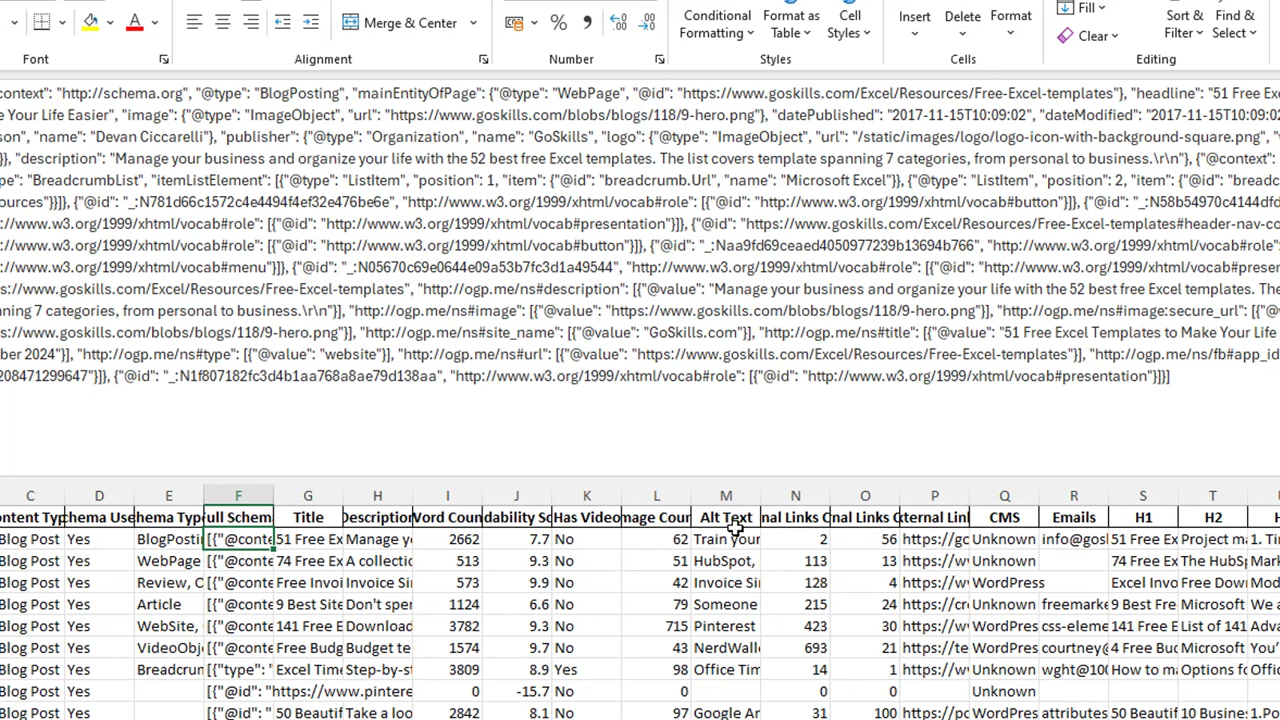 Merge & Center
%
Conditional
Formatting
Format as
Table
Cell
Styles
Insert
Delete
Format
Fill
Clear
Sort &
Filter
Find &
Select
Font
Alignment
Number
Styles
Cells
Editing
context": "http://schema.org", "@type": "BlogPosting", "mainEntityOfPage": {"@type": "WebPage", "@id": "https://www.goskills.com/Excel/Resources/Free-Excel-templates"}, "headline": "51 Free Exce
e Your Life Easier", "image": {"@type": "ImageObject", "url": "https://www.goskills.com/blobs/blogs/118/9-hero.png"}, "datePublished": "2017-11-15T10:09:02", "dateModified": "2017-11-15T10:09:02
son", "name": "Devan Ciccarelli"}, "publisher": {"@type": "Organization", "name": "GoSkills", "logo": {"@type": "ImageObject", "url": "/static/images/logo/logo-icon-with-background-square.png",
}}, "description": "Manage your business and organize your life with the 52 best free Excel templates. The list covers template spanning 7 categories, from personal to business.\r\n"}, {"@context":
pe": "BreadcrumbList", "itemListElement": [{"@type": "ListItem", "position": 1, "item": {"@id": "breadcrumb.Url", "name": "Microsoft Excel"}}, {"@type": "ListItem", "position": 2, "item": {"@id": "breadc
ources"}}]}, {"@id": "_:N781d66c1572c4e4494f4ef32e476be6e", "http://www.w3.org/1999/xhtml/vocab#role": [{"@id": "http://www.w3.org/1999/xhtml/vocab#button"}]}, {"@id": "_:N58b54970c4144dfd
://www.w3.org/1999/xhtml/vocab#role": [{"@id": "http://www.w3.org/1999/xhtml/vocab#presentation"}]}, {"@id": "https://www.goskills.com/Excel/Resources/Free-Excel-templates#header-nav-co
://www.w3.org/1999/xhtml/vocab#role": [{"@id": "http://www.w3.org/1999/xhtml/vocab#button"}]}, {"@id": "_:Naa9fd69ceaed4050977239b13694b766", "http://www.w3.org/1999/xhtml/vocab#role"
://www.w3.org/1999/xhtml/vocab#menu"}]}, {"@id": "_:N05670c69e0644e09a53b7fc3d1a49544", "http://www.w3.org/1999/xhtml/vocab#role": [{"@id": "http://www.w3.org/1999/xhtml/vocab#prese
s://www.goskills.com/Excel/Resources/Free-Excel-templates", "http://ogp.me/ns#description": [{"@value": "Manage your business and organize your life with the 52 best free Excel templates. The
nning 7 categories, from personal to business.\r\n"}], "http://ogp.me/ns#image": [{"@value": "https://www.goskills.com/blobs/blogs/118/9-hero.png"}], "http://ogp.me/ns#image:secure_url": [{"@
s://www.goskills.com/blobs/blogs/118/9-hero.png"}], "http://ogp.me/ns#site_name": [{"@value": "GoSkills.com"}], "http://ogp.me/ns#title": [{"@value": "51 Free Excel Templates to Make Your Life
ber 2024"}], "http://ogp.me/ns#type": [{"@value": "website"}], "http://ogp.me/ns#url": [{"@value": "https://www.goskills.com/Excel/Resources/Free-Excel-templates"}], "http://ogp.me/ns/fb#app_id
208471299647"}]}, {"@id": "_:N1f807182fc3d4b1aa768a8ae79d138aa", "http://www.w3.org/1999/xhtml/vocab#role": [{"@id": "http://www.w3.org/1999/xhtml/vocab#presentation"}]}]
C D E F G H I J K L M N O P Q R S T
ontent Typ hema Use hema Type ull Schem Title Description Word Coun dability Sc Has Video mage Coun Alt Text nal Links C nal Links C xternal Link CMS Emails H1 H2
Blog Post Yes BlogPosti [{"@conte 51 Free Ex Manage yo 2662 7.7 No 62 Train your 2 56 https://go Unknown info@gosk 51 Free Ex Project ma 1. Tir
Blog Post Yes WebPage [{"@conte 74 Free Ex A collectio 513 9.3 No 51 HubSpot, 113 13 https://w Unknown 74 Free Ex The HubSp Mark
Blog Post Yes Review, C [{"@conte Free Invoi Invoice Sir 573 9.9 No 42 Invoice Si 128 4 https://w WordPress Excel Invo Free Down Mod
Blog Post Yes Article [{"@conte 9 Best Site Don't spen 1124 6.6 No 79 Someone 215 24 https://cr Unknown freemarke 9 Best Fre Microsoft We a
Blog Post Yes WebSite, [{"@conte 141 Free E Download 3782 9.3 No 715 Pinterest 423 30 https://w WordPres css-eleme 141 Free E List of 141 Adva
Blog Post Yes VideoObj [{"@conte Free Budg Budget te 1574 9.7 No 43 NerdWalle 693 21 https://te WordPres courtney@ 4 Free Buc Microsoft You'
Blog Post Yes Breadcrun [{"type": " Excel Time Step-by-st 3809 8.9 Yes 98 Office Tim 14 1 https://w Unknown wght@100 How to ma Options fo
Blog Post Yes [{"@id": "https://www.pintere 0 -15.7 No 0 0 0 Unknown
Blog Post Yes [{"@id": " 50 Beautif Take a loo 2842 8.1 No 97 Google Ar 31 100 https://po WordPres attributes 50 Beautif 10 Busines 1.Po